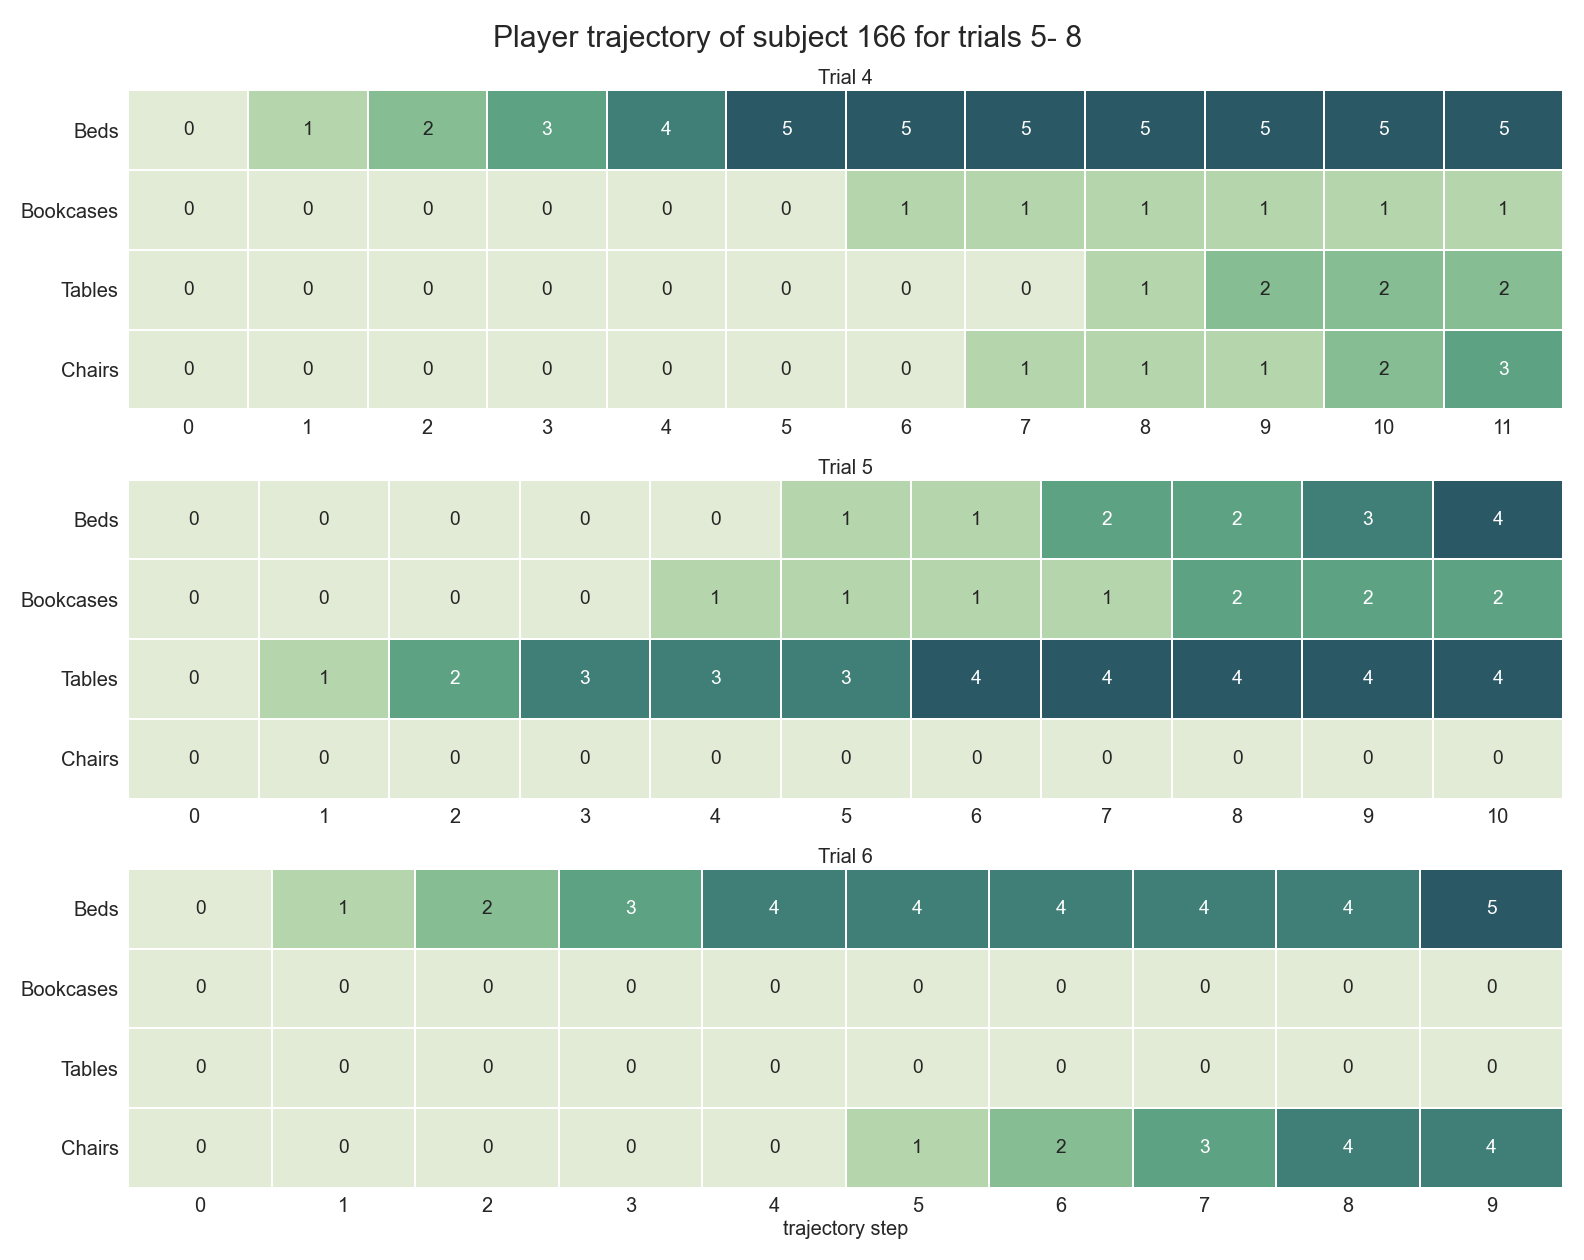 Player trajectory of subject 166 for trials 5- 8
Trial 4
Beds 0 1 2 3 4 5 5 5 5 5 5 5
Bookcases 0 0 0 0 0 0 1 1 1 1 1 1
Tables 0 0 0 0 0 0 0 0 1 2 2 2
Chairs 0 0 0 0 0 0 0 1 1 1 2 3
0 1 2 3 4 5 6 7 8 9 10 11
Trial 5
Beds 0 0 0 0 0 1 1 2 2 3 4
Bookcases 0 0 0 0 1 1 1 1 2 2 2
Tables 0 1 2 3 3 3 4 4 4 4 4
Chairs 0 0 0 0 0 0 0 0 0 0 0
0 1 2 3 4 5 6 7 8 9 10
Trial 6
Beds 0 1 2 3 4 4 4 4 4 5
Bookcases 0 0 0 0 0 0 0 0 0 0
Tables 0 0 0 0 0 0 0 0 0 0
Chairs 0 0 0 0 0 1 2 3 4 4
0 1 2 3 4 5 6 7 8 9
trajectory step